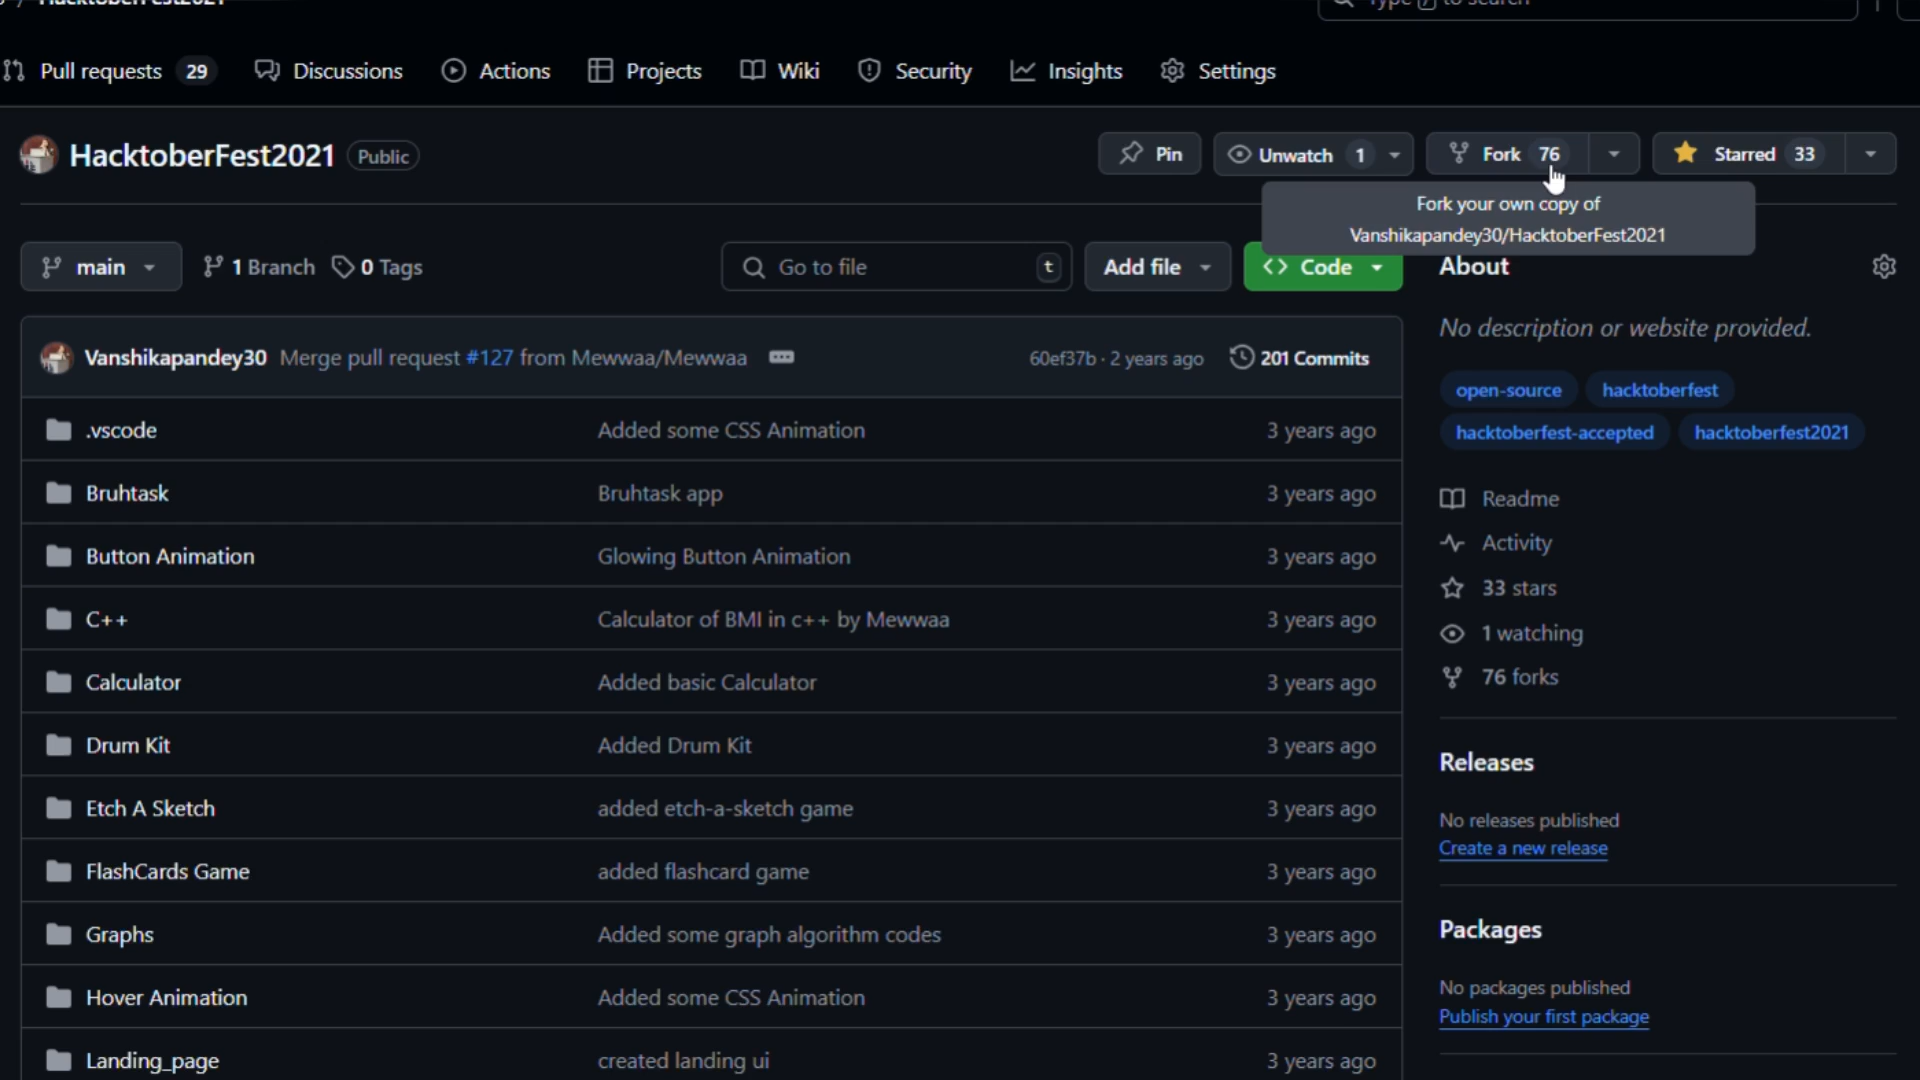 HacktoberFest2021
Type / to search
Pull requests 29 Discussions Actions Projects Wiki Security Insights Settings
HacktoberFest2021 Public Pin Unwatch 1 Fork 76 Starred 33
Fork your own copy of
Vanshikapandey30/HacktoberFest2021
main 1 Branch 0 Tags Go to file t Add file Code About
No description or website provided.
Vanshikapandey30 Merge pull request #127 from Mewwaa/Mewwaa 60ef37b · 2 years ago 201 Commits
open-source hacktoberfest
hacktoberfest-accepted hacktoberfest2021
.vscode Added some CSS Animation 3 years ago
Bruhtask Bruhtask app 3 years ago
Button Animation Glowing Button Animation 3 years ago
C++ Calculator of BMI in c++ by Mewwaa 3 years ago
Calculator Added basic Calculator 3 years ago
Drum Kit Added Drum Kit 3 years ago
Etch A Sketch added etch-a-sketch game 3 years ago
FlashCards Game added flashcard game 3 years ago
Graphs Added some graph algorithm codes 3 years ago
Hover Animation Added some CSS Animation 3 years ago
Landing_page created landing ui 3 years ago
Readme
Activity
33 stars
1 watching
76 forks
Releases
No releases published
Create a new release
Packages
No packages published
Publish your first package